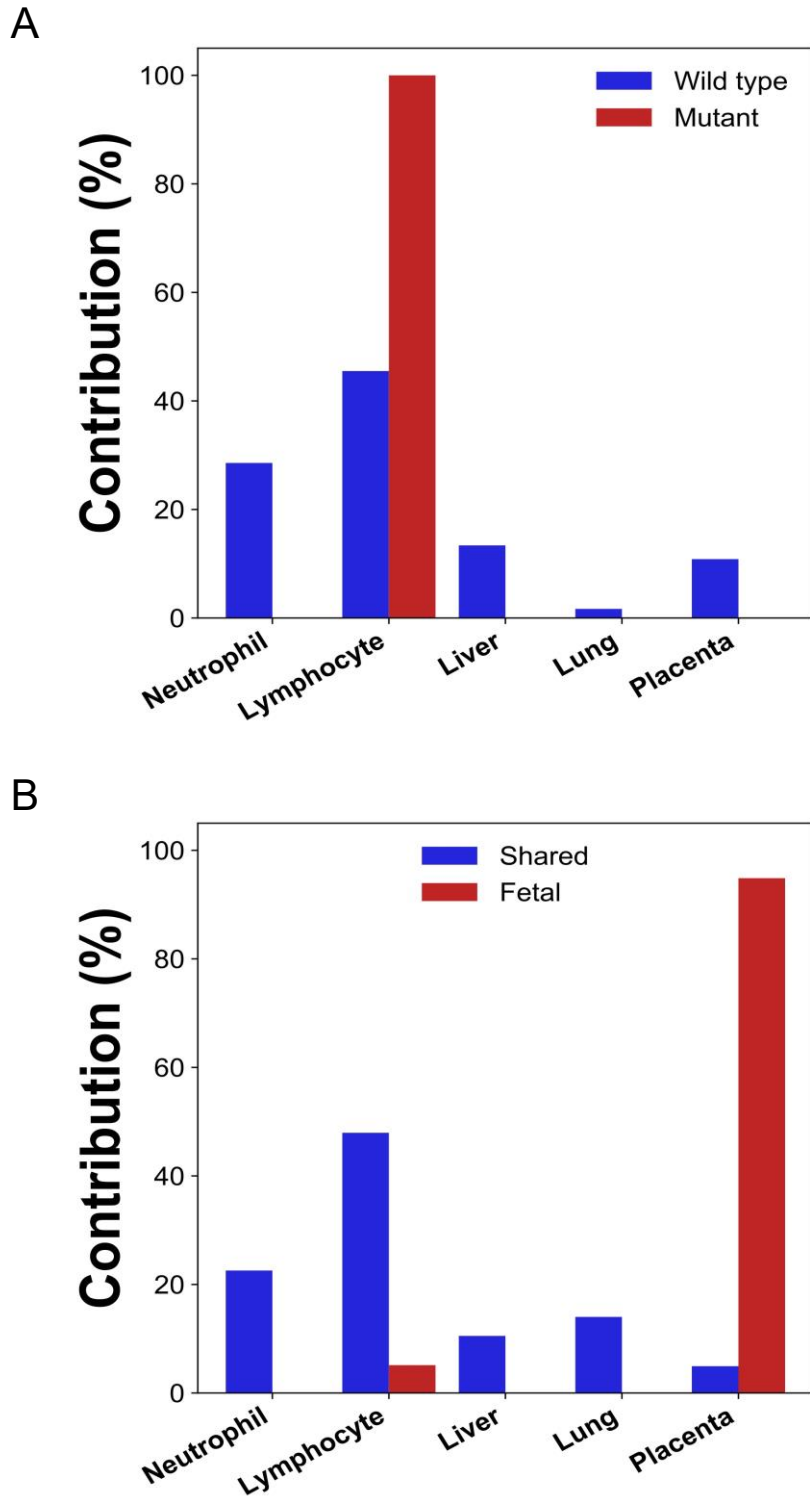 A
Contribution (%)
100
80
60
40
20
0
Wild type
Mutant
Neutrophil
Lymphocyte
Liver
Lung
Placenta
B
Contribution (%)
100
80
60
40
20
0
Shared
Fetal
Neutrophil
Lymphocyte
Liver
Lung
Placenta